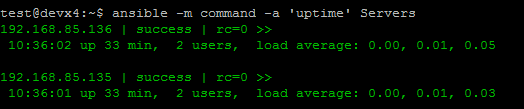 test@devx4:~$ ansible -m command -a 'uptime' Servers
192.168.85.136 | success | rc=0 >>
 10:36:02 up 33 min,  2 users,  load average: 0.00, 0.01, 0.05

192.168.85.135 | success | rc=0 >>
 10:36:01 up 33 min,  2 users,  load average: 0.00, 0.01, 0.03